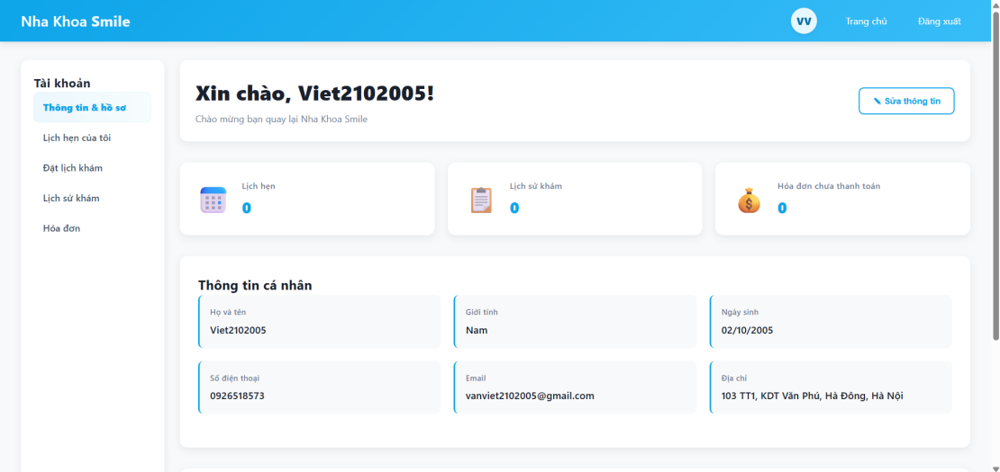 Nha Khoa Smile
VV
Trang chủ
Đăng xuất
Tài khoản
Thông tin & hồ sơ
Lịch hẹn của tôi
Đặt lịch khám
Lịch sử khám
Hóa đơn
Xin chào, Viet2102005!
Chào mừng bạn quay lại Nha Khoa Smile
Sửa thông tin
Lịch hẹn
0
Lịch sử khám
0
Hóa đơn chưa thanh toán
0
Thông tin cá nhân
Họ và tên
Viet2102005
Giới tính
Nam
Ngày sinh
02/10/2005
Số điện thoại
0926518573
Email
vanviet2102005@gmail.com
Địa chỉ
103 TT1, KDT Văn Phú, Hà Đông, Hà Nội